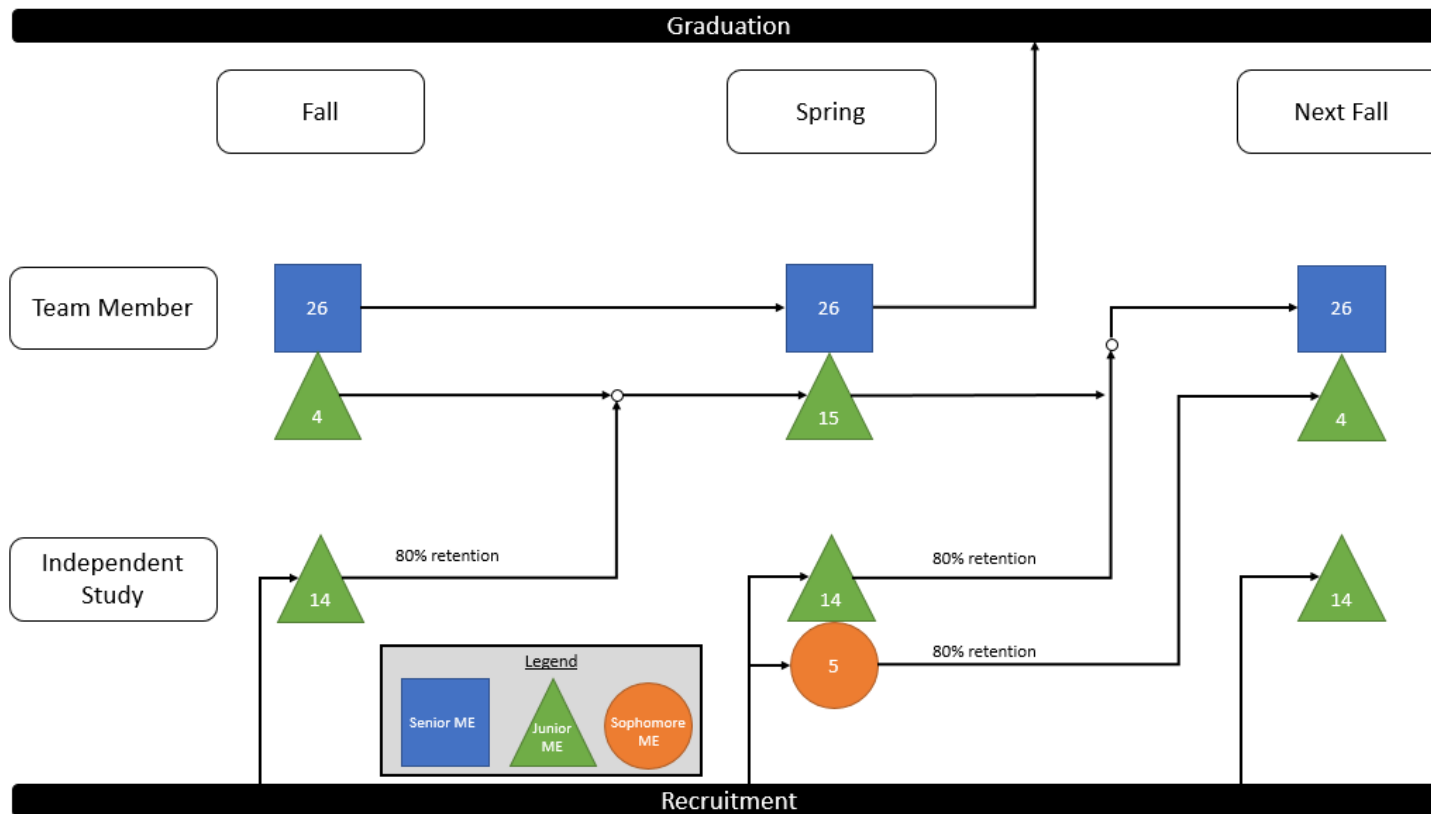 Graduation
Fall
Spring
Next Fall
Team Member
26
26
26
4
15
4
Independent
Study
14
80% retention
14
80% retention
14
5
80% retention
Legend
Senior ME
Junior
ME
Sophomore
ME
Recruitment